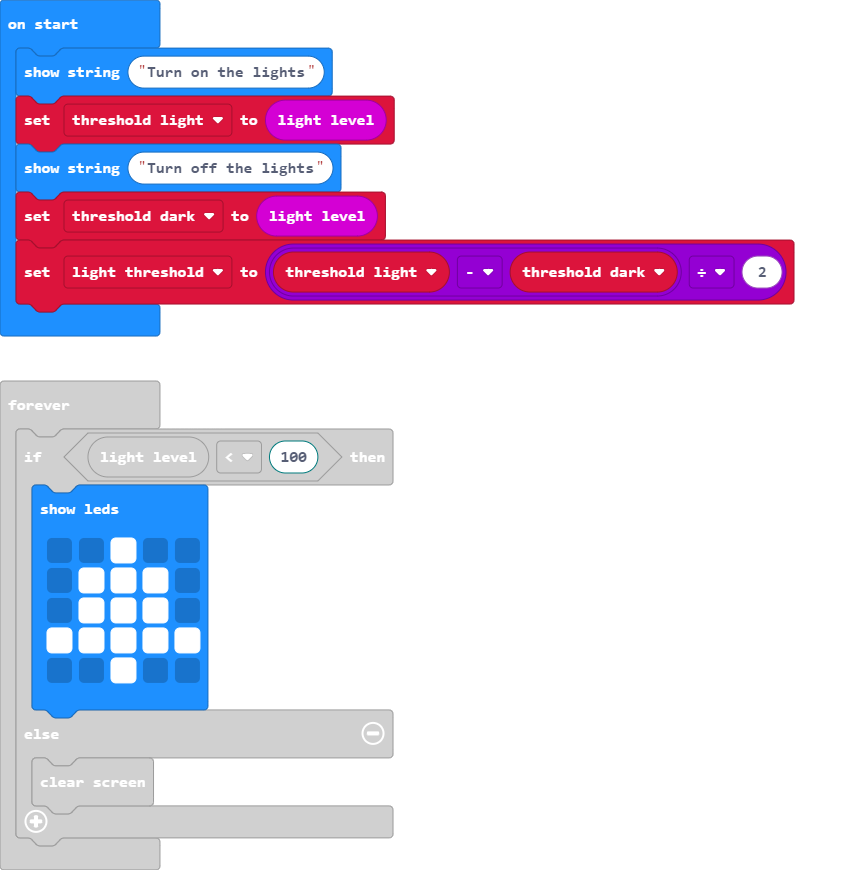 on start
show string "Turn on the lights"
set threshold light to light level
show string "Turn off the lights"
set threshold dark to light level
set light threshold to threshold light - threshold dark ÷ 2
forever
if light level < 100 then
show leds
else
clear screen